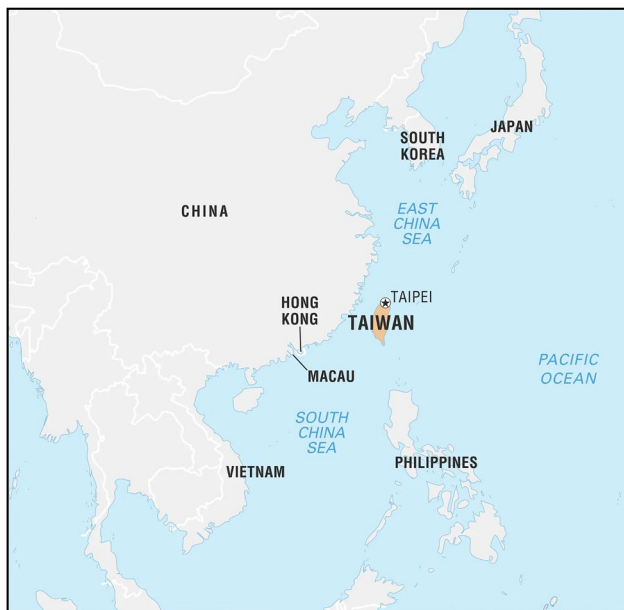 JAPAN
SOUTH
KOREA
CHINA
EAST
CHINA
SEA
TAIPEI
HONG
KONG
TAIWAN
MACAU
PACIFIC
OCEAN
SOUTH
CHINA
SEA
VIETNAM
PHILIPPINES